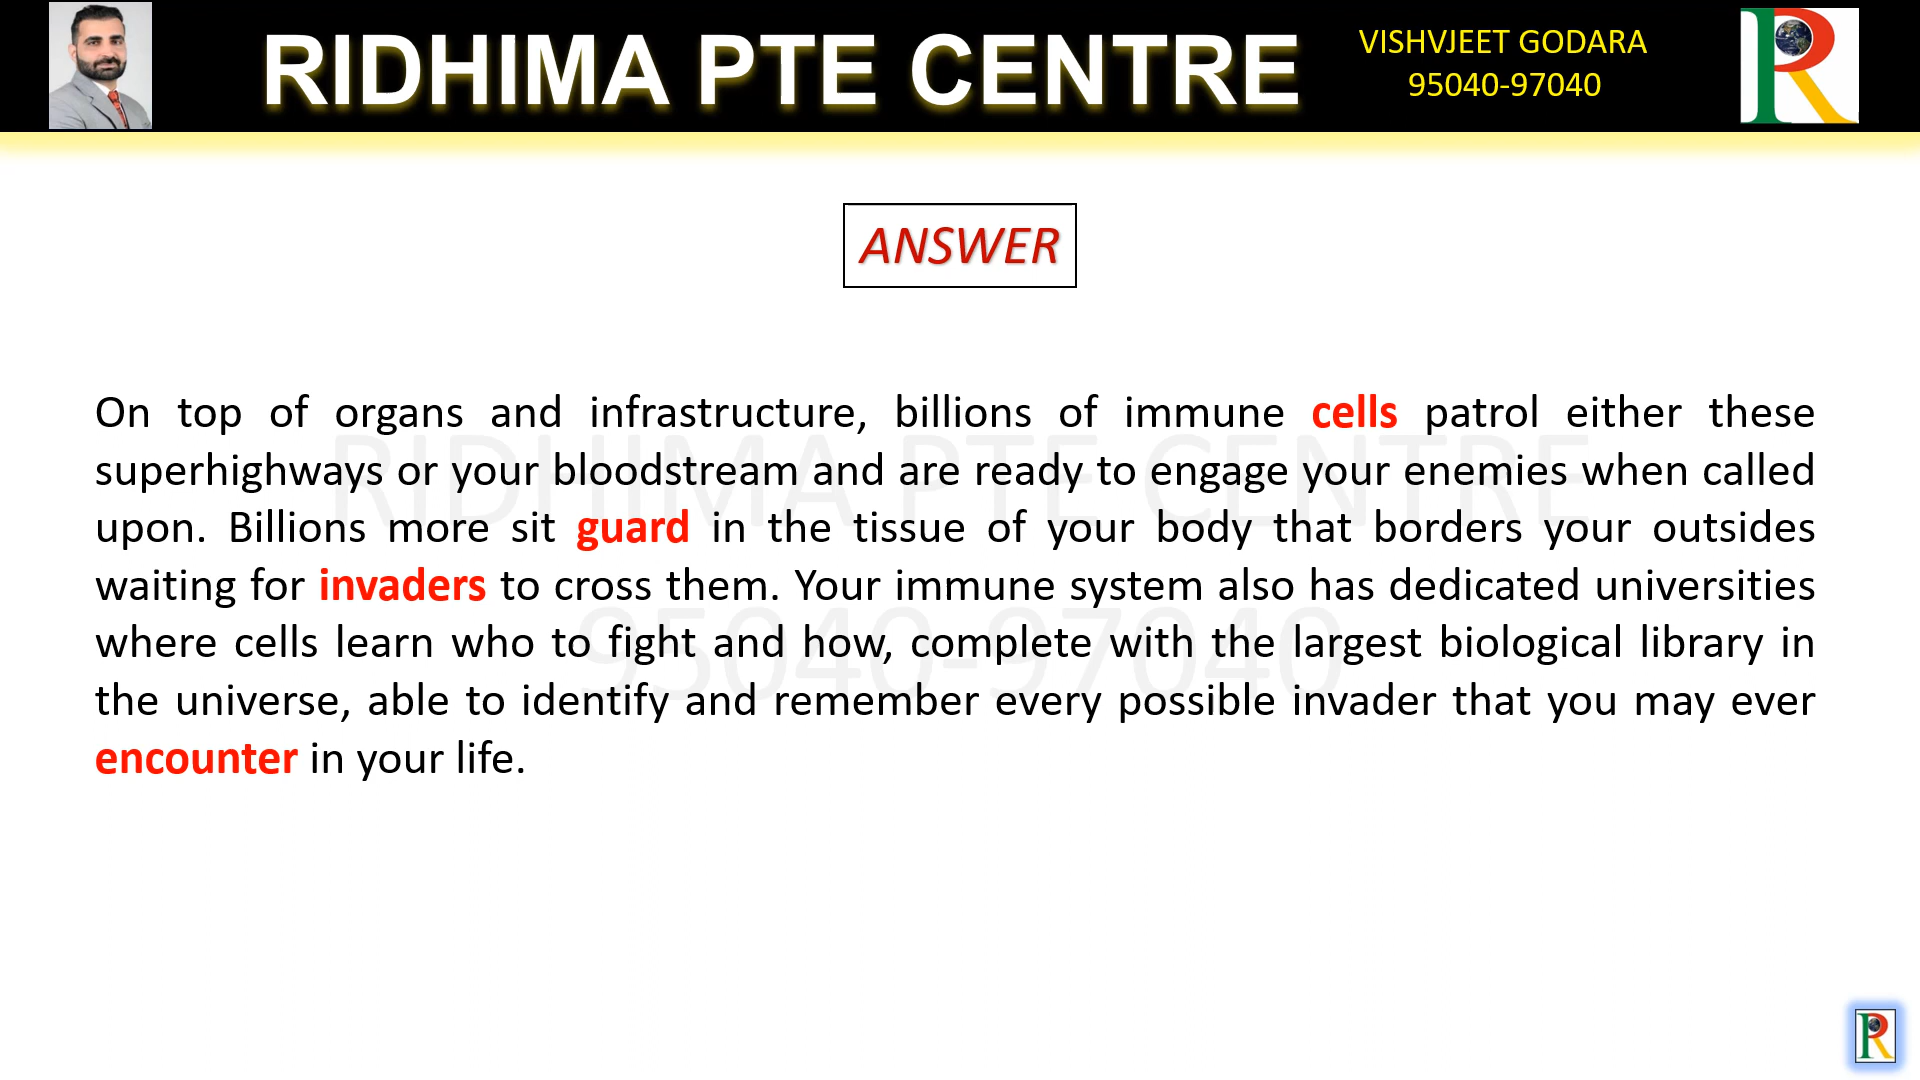 RIDHIMA PTE CENTRE
VISHVJEET GODARA
95040-97040
R
ANSWER
On top of organs and infrastructure, billions of immune cells patrol either these
superhighways or your bloodstream and are ready to engage your enemies when called
upon. Billions more sit guard in the tissue of your body that borders your outsides
waiting for invaders to cross them. Your immune system also has dedicated universities
where cells learn who to fight and how, complete with the largest biological library in
the universe, able to identify and remember every possible invader that you may ever
encounter in your life.
RIDHIMA PTE CENTRE
95040-97040
R